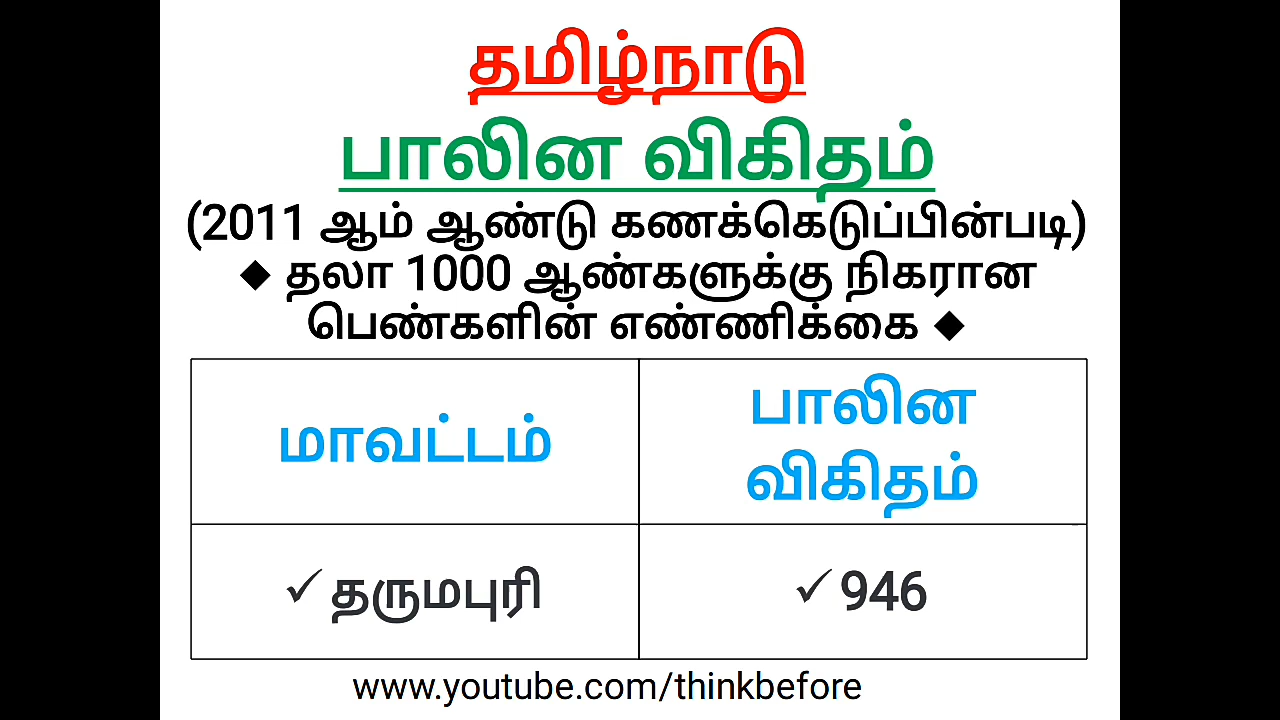 தமிழ்நாடு
பாலின விகிதம்
(2011 ஆம் ஆண்டு கணக்கெடுப்பின்படி)
◆ தலா 1000 ஆண்களுக்கு நிகரான
பெண்களின் எண்ணிக்கை ◆
மாவட்டம்
பாலின
விகிதம்
✓ தருமபுரி
✓ 946
www.youtube.com/thinkbefore